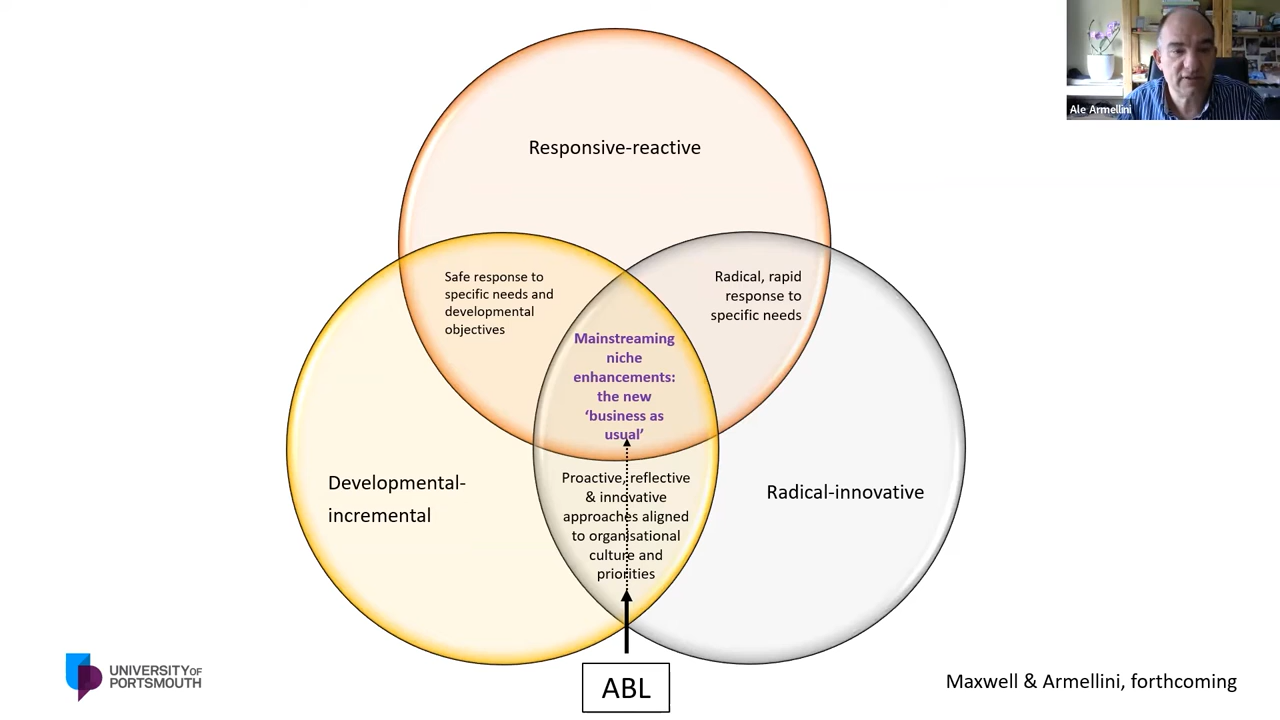 Ale Armellini
Responsive-reactive
Safe response to
specific needs and
developmental
objectives
Radical, rapid
response to
specific needs
Mainstreaming
niche
enhancements:
the new
‘business as
usual’
Developmental-
incremental
Radical-innovative
Proactive, reflective
& innovative
approaches aligned
to organisational
culture and
priorities
ABL
UNIVERSITY OF
PORTSMOUTH
Maxwell & Armellini, forthcoming